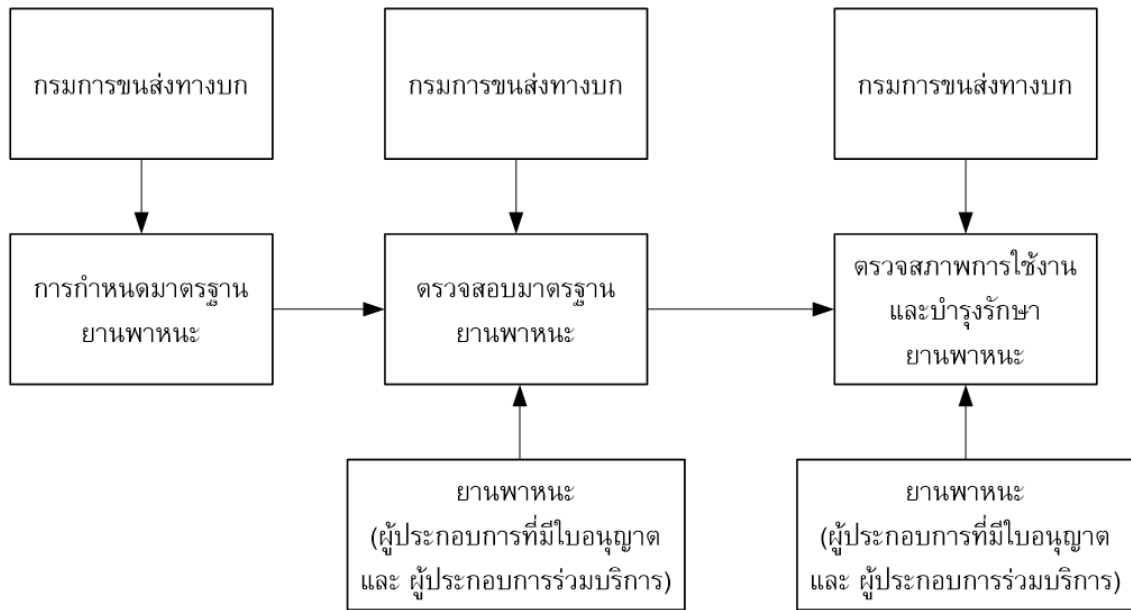 กรมการขนส่งทางบก
กรมการขนส่งทางบก
กรมการขนส่งทางบก
การกำหนดมาตรฐาน
ยานพาหนะ
ตรวจสอบมาตรฐาน
ยานพาหนะ
ตรวจสภาพการใช้งาน
และบำรุงรักษา
ยานพาหนะ
ยานพาหนะ
(ผู้ประกอบการที่มีใบอนุญาต
และ ผู้ประกอบการร่วมบริการ)
ยานพาหนะ
(ผู้ประกอบการที่มีใบอนุญาต
และ ผู้ประกอบการร่วมบริการ)